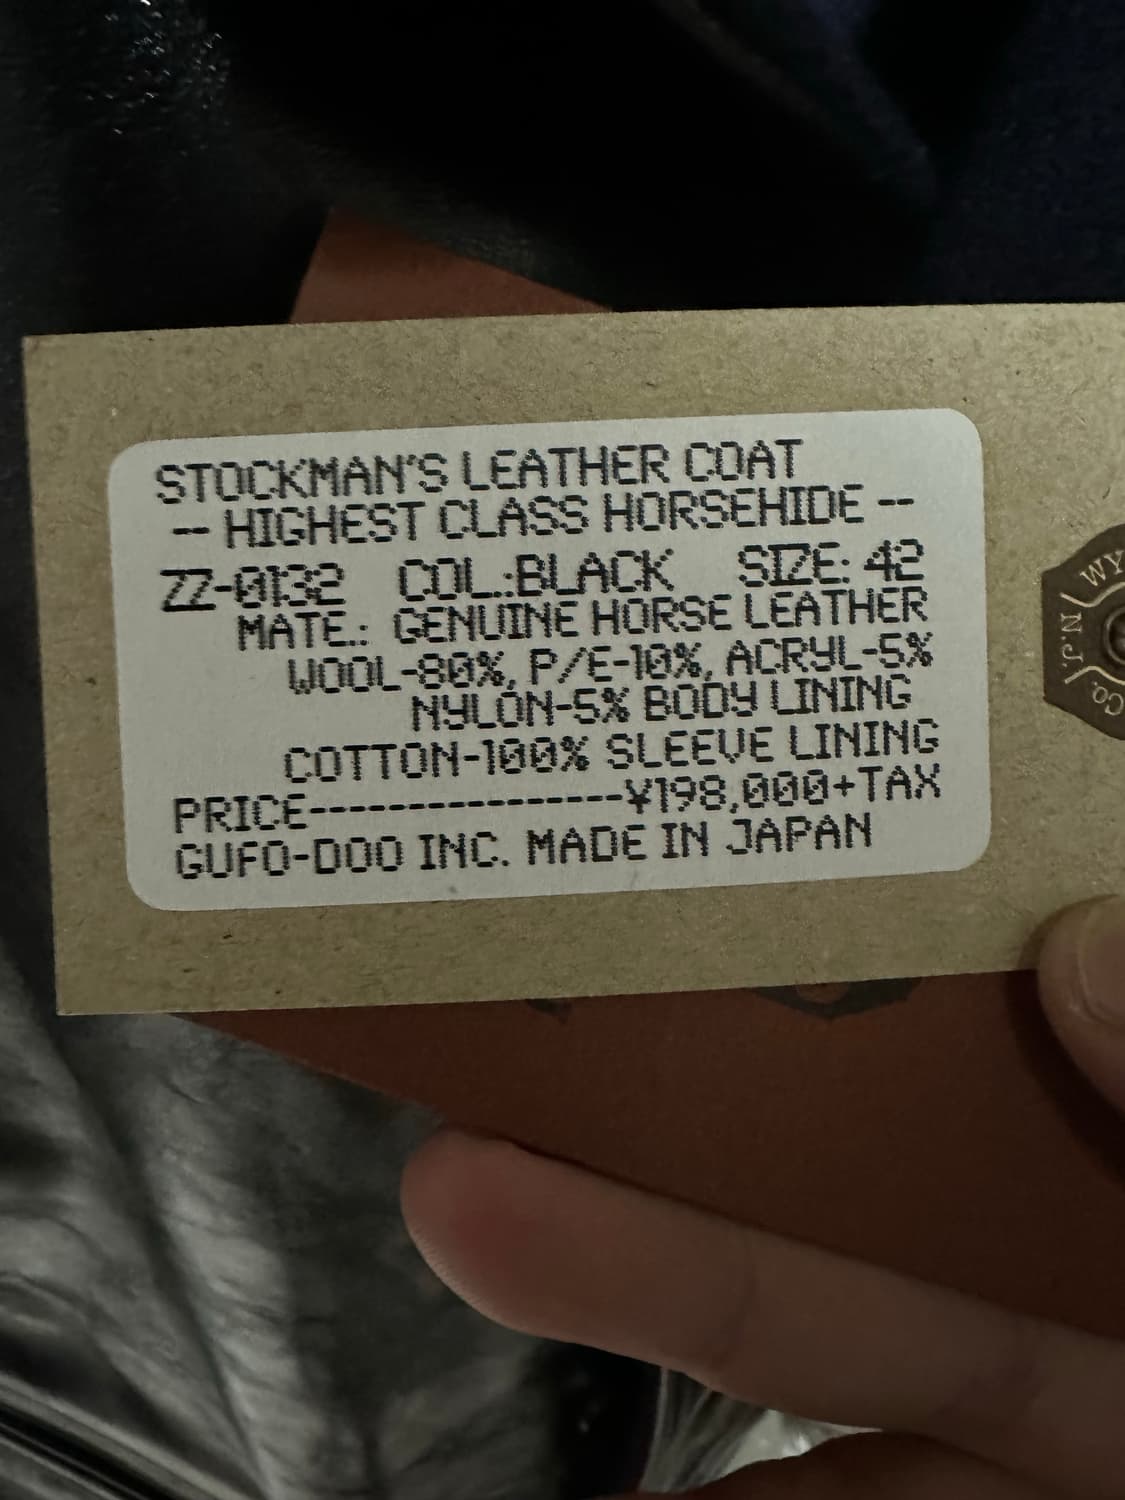 STOCKMAN'S LEATHER COAT
-- HIGHEST CLASS HORSEHIDE --
ZZ-0132 COL.:BLACK SIZE: 42
MATE.: GENUINE HORSE LEATHER
WOOL-80%, P/E-10%, ACRYL-5%
NYLON-5% BODY LINING
COTTON-100% SLEEVE LINING
PRICE----------------¥198,000+TAX
GUFO-DOO INC. MADE IN JAPAN
WY
N.J.
CO.